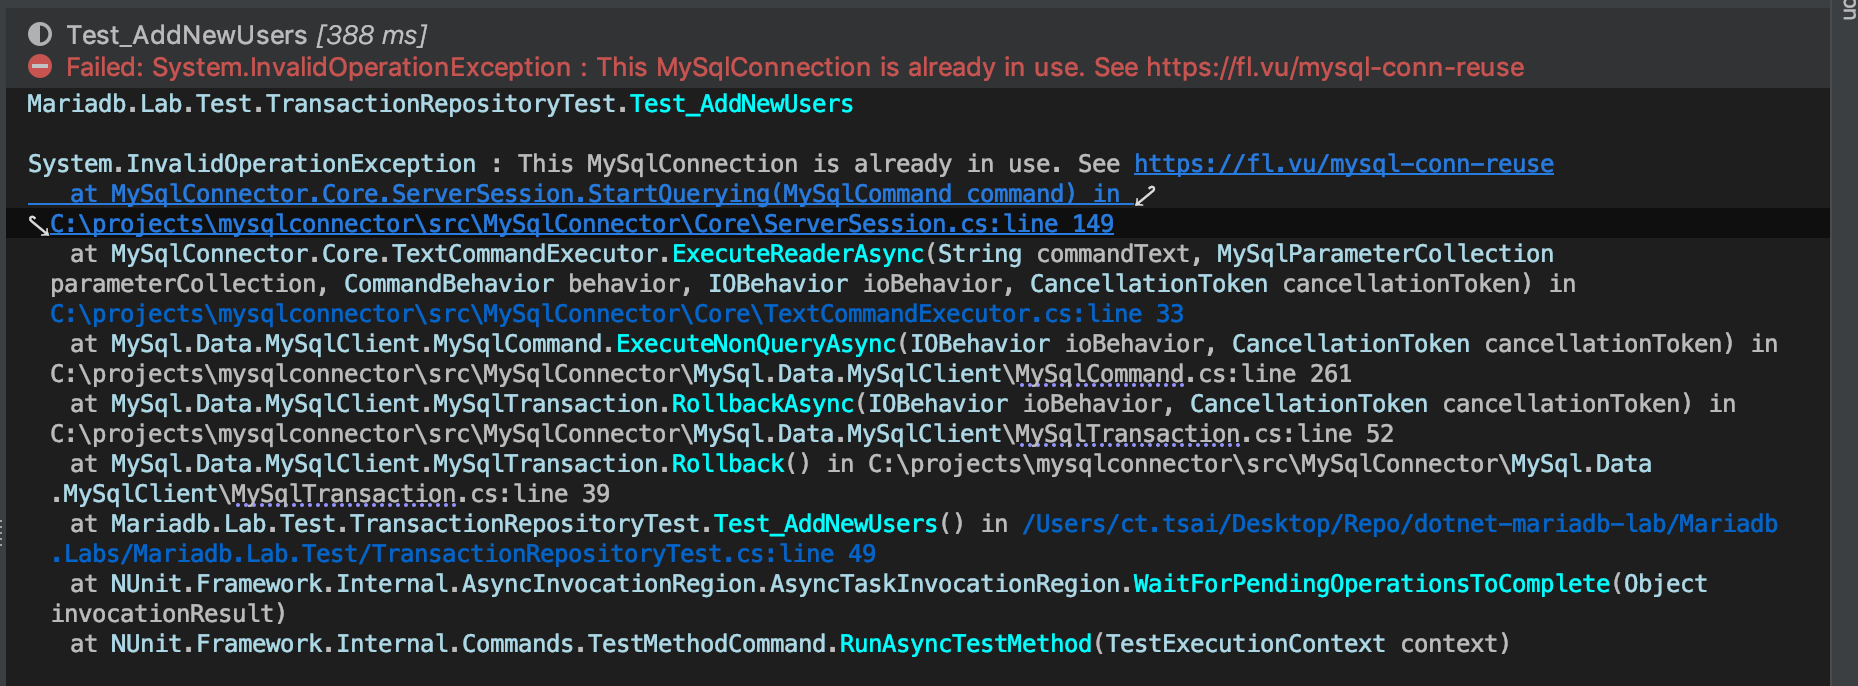 Test_AddNewUsers [388 ms]
Failed: System.InvalidOperationException : This MySqlConnection is already in use. See https://fl.vu/mysql-conn-reuse
Mariadb.Lab.Test.TransactionRepositoryTest.Test_AddNewUsers
System.InvalidOperationException : This MySqlConnection is already in use. See https://fl.vu/mysql-conn-reuse
at MySqlConnector.Core.ServerSession.StartQuerying(MySqlCommand command) in
C:\projects\mysqlconnector\src\MySqlConnector\Core\ServerSession.cs:line 149
at MySqlConnector.Core.TextCommandExecutor.ExecuteReaderAsync(String commandText, MySqlParameterCollection
parameterCollection, CommandBehavior behavior, IOBehavior ioBehavior, CancellationToken cancellationToken) in
C:\projects\mysqlconnector\src\MySqlConnector\Core\TextCommandExecutor.cs:line 33
at MySql.Data.MySqlClient.MySqlCommand.ExecuteNonQueryAsync(IOBehavior ioBehavior, CancellationToken cancellationToken) in
C:\projects\mysqlconnector\src\MySqlConnector\MySql.Data.MySqlClient\MySqlCommand.cs:line 261
at MySql.Data.MySqlClient.MySqlTransaction.RollbackAsync(IOBehavior ioBehavior, CancellationToken cancellationToken) in
C:\projects\mysqlconnector\src\MySqlConnector\MySql.Data.MySqlClient\MySqlTransaction.cs:line 52
at MySql.Data.MySqlClient.MySqlTransaction.Rollback() in C:\projects\mysqlconnector\src\MySqlConnector\MySql.Data
.MySqlClient\MySqlTransaction.cs:line 39
at Mariadb.Lab.Test.TransactionRepositoryTest.Test_AddNewUsers() in /Users/ct.tsai/Desktop/Repo/dotnet-mariadb-lab/Mariadb
.Labs/Mariadb.Lab.Test/TransactionRepositoryTest.cs:line 49
at NUnit.Framework.Internal.AsyncInvocationRegion.AsyncTaskInvocationRegion.WaitForPendingOperationsToComplete(Object
invocationResult)
at NUnit.Framework.Internal.Commands.TestMethodCommand.RunAsyncTestMethod(TestExecutionContext context)